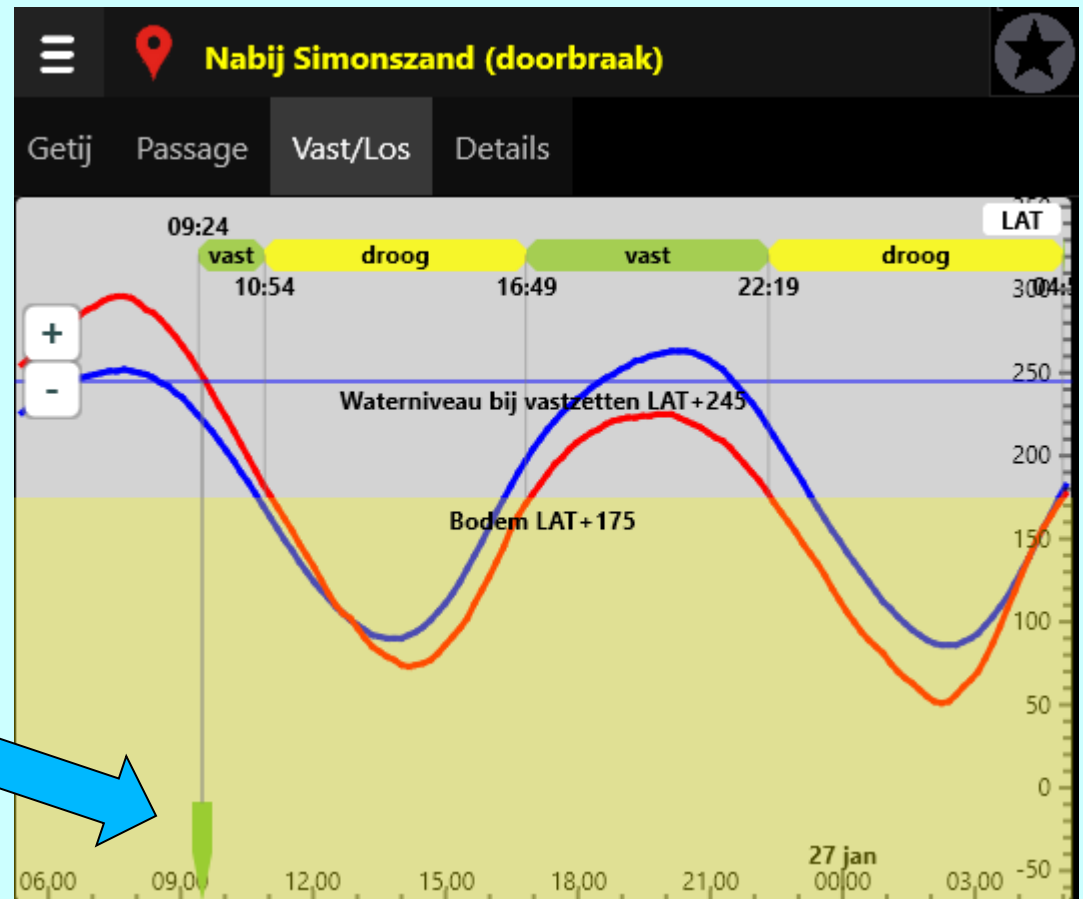 Nabij Simonszand (doorbraak)
Getij Passage Vast/Los Details
LAT
09:24
vast droog vast droog
10:54 16:49 22:19
300
+
-
250
Waterniveau bij vastzetten LAT+245
200
Bodem LAT+175
150
100
50
0
27 jan
-50
06,00 09,00 12,00 15,00 18,00 21,00 00,00 03,00